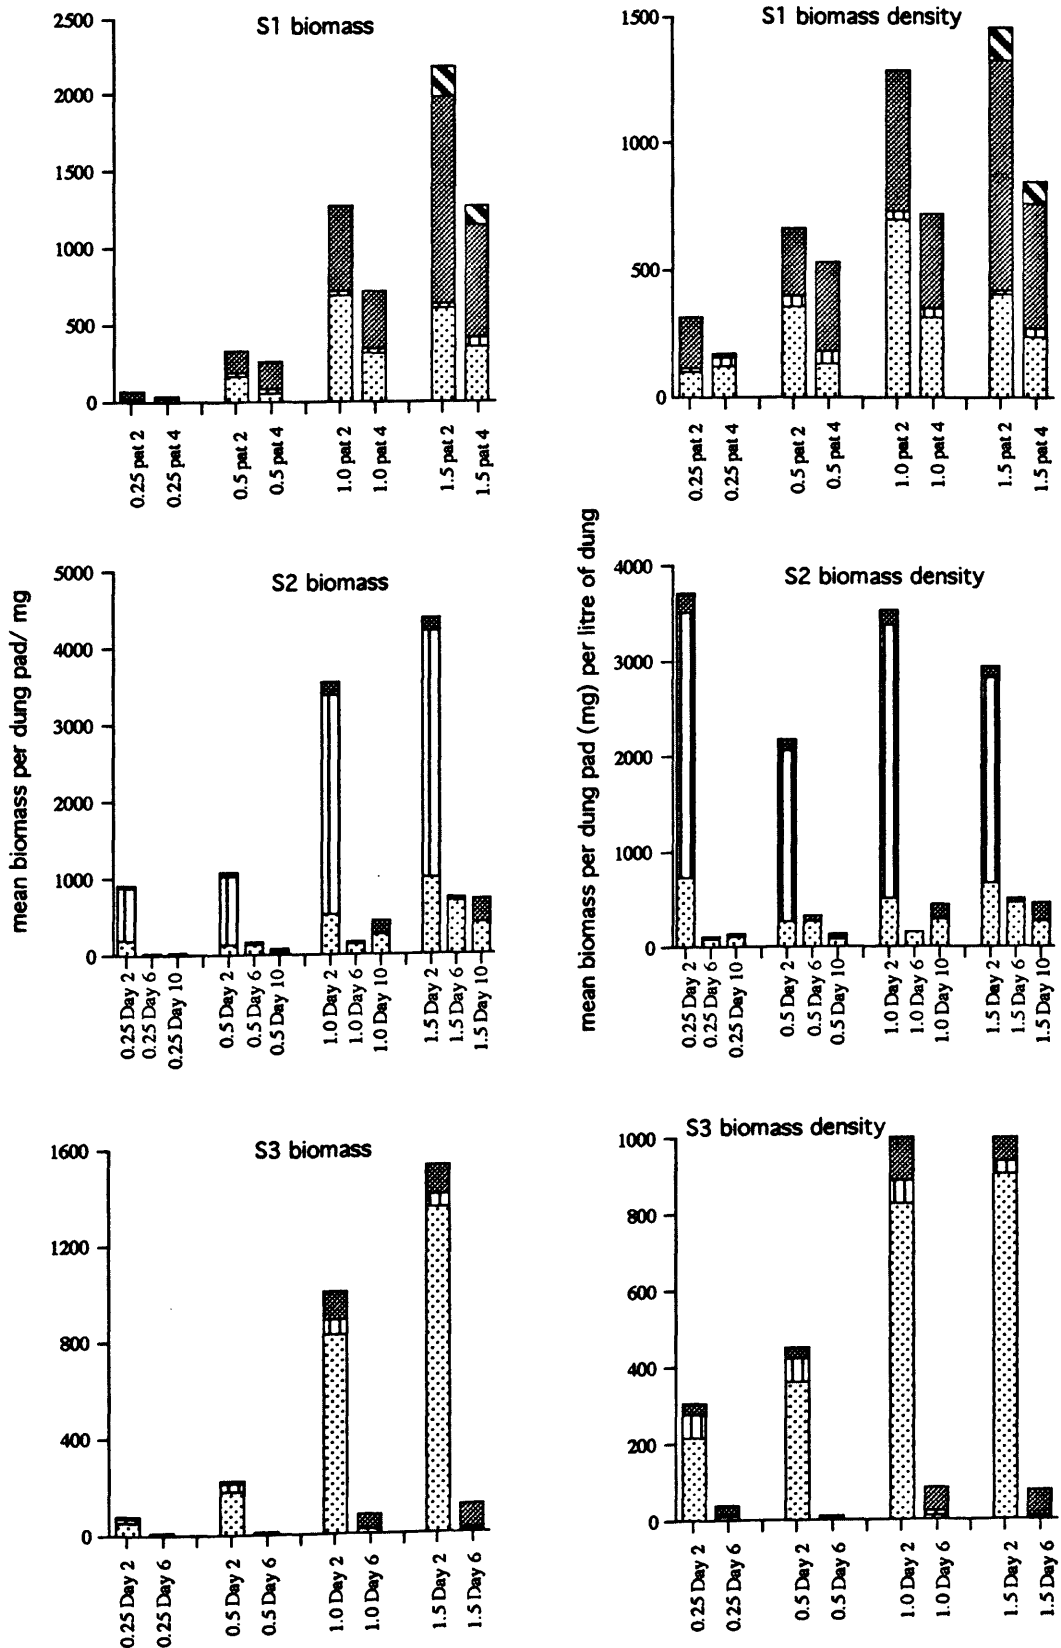 S1 biomass
2500
2000
1500
1000
500
0
0.25 pat 2
0.25 pat 4
0.5 pat 2
0.5 pat 4
1.0 pat 2
1.0 pat 4
1.5 pat 2
1.5 pat 4
S1 biomass density
1500
1000
500
0
0.25 pat 2
0.25 pat 4
0.5 pat 2
0.5 pat 4
1.0 pat 2
1.0 pat 4
1.5 pat 2
1.5 pat 4
mean biomass per dung pad/ mg
S2 biomass
5000
4000
3000
2000
1000
0
0.25 Day 2
0.25 Day 6
0.25 Day 10
0.5 Day 2
0.5 Day 6
0.5 Day 10
1.0 Day 2
1.0 Day 6
1.0 Day 10
1.5 Day 2
1.5 Day 6
1.5 Day 10
mean biomass per dung pad (mg) per litre of dung
S2 biomass density
4000
3000
2000
1000
0
0.25 Day 2
0.25 Day 6
0.25 Day 10
0.5 Day 2
0.5 Day 6
0.5 Day 10
1.0 Day 2
1.0 Day 6
1.0 Day 10
1.5 Day 2
1.5 Day 6
1.5 Day 10
S3 biomass
1600
1200
800
400
0
0.25 Day 2
0.25 Day 6
0.5 Day 2
0.5 Day 6
1.0 Day 2
1.0 Day 6
1.5 Day 2
1.5 Day 6
S3 biomass density
1000
800
600
400
200
0
0.25 Day 2
0.25 Day 6
0.5 Day 2
0.5 Day 6
1.0 Day 2
1.0 Day 6
1.5 Day 2
1.5 Day 6